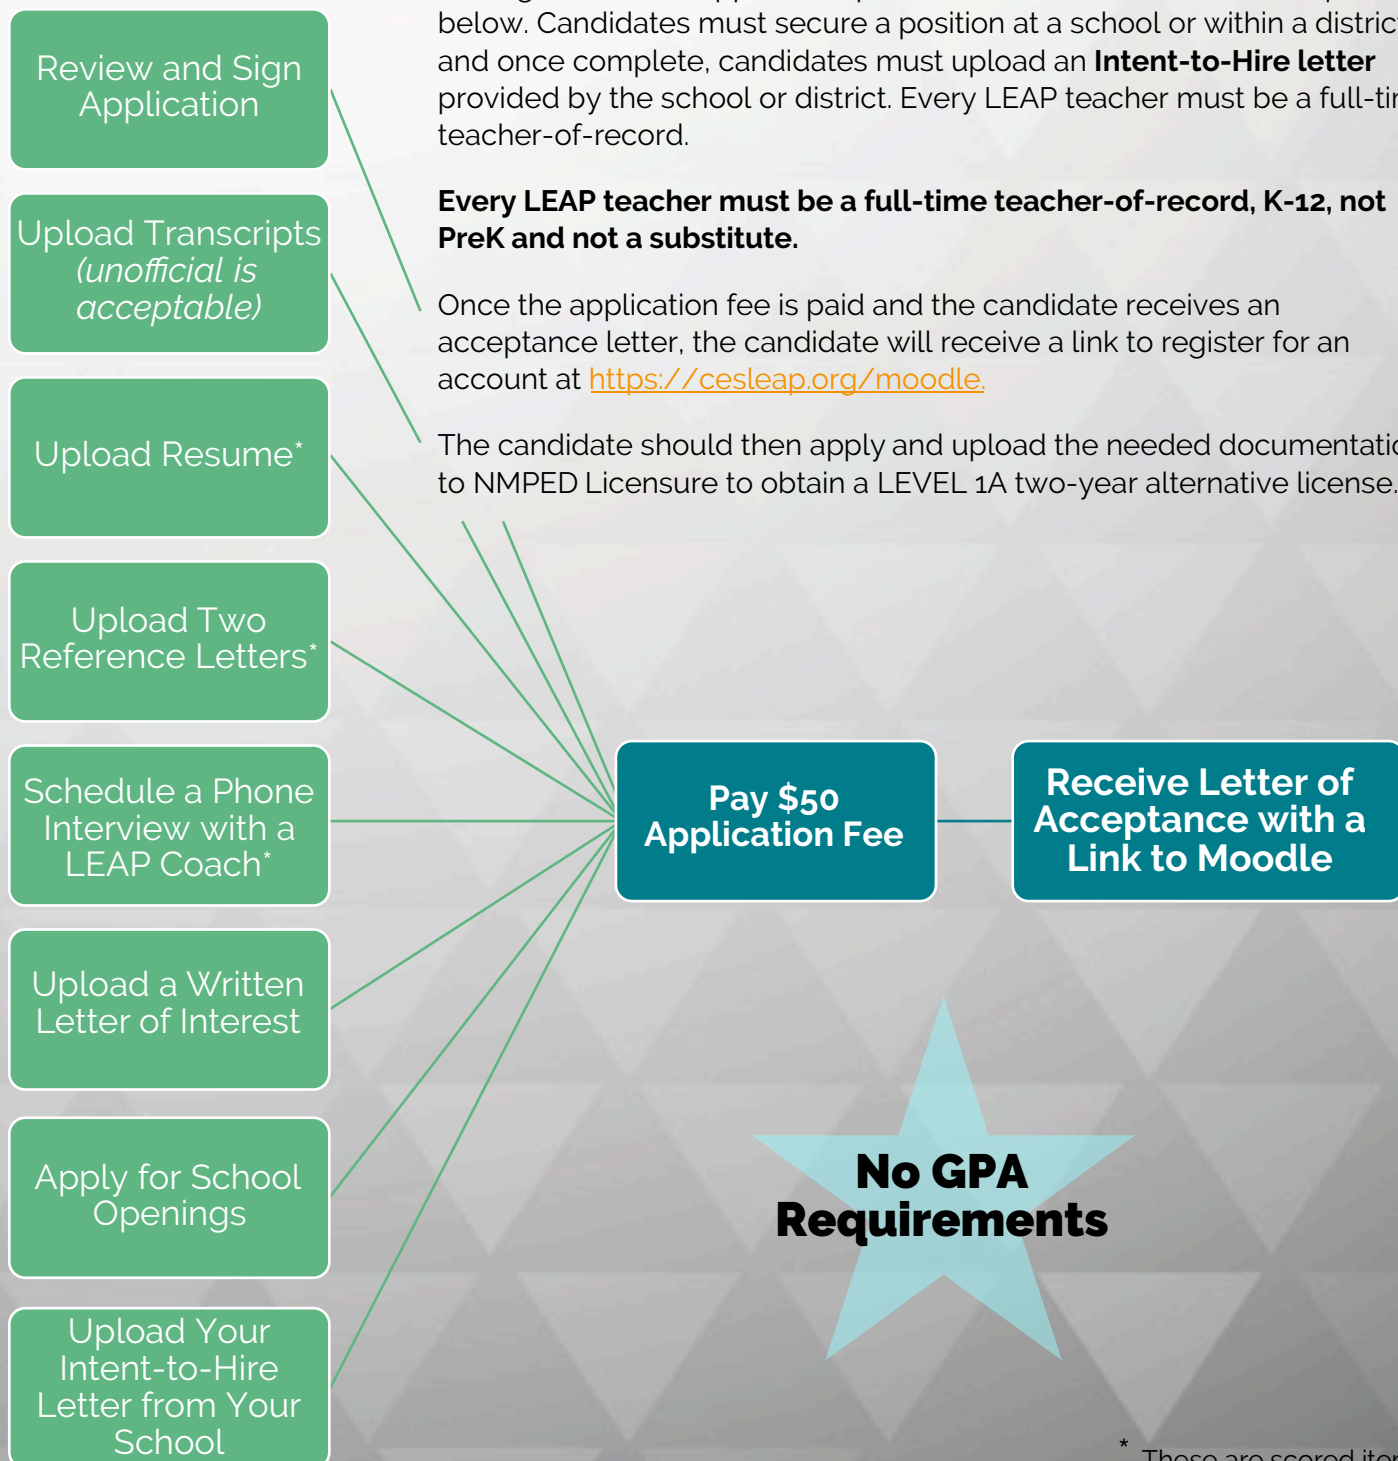 Review and Sign
Application
Upload Transcripts
(unofficial is
acceptable)
Upload Resume*
Upload Two
Reference Letters*
Schedule a Phone
Interview with a
LEAP Coach*
Upload a Written
Letter of Interest
Apply for School
Openings
Upload Your
Intent-to-Hire
Letter from Your
School
below. Candidates must secure a position at a school or within a
and once complete, candidates must upload an Intent-to-Hire letter
provided by the school or district. Every LEAP teacher must be a
teacher-of-record.
Every LEAP teacher must be a full-time teacher-of-record, K-12, not
PreK and not a substitute.
Once the application fee is paid and the candidate receives an
acceptance letter, the candidate will receive a link to register for an
account at https://cesleap.org/moodle.
The candidate should then apply and upload the needed
to NMPED Licensure to obtain a LEVEL 1A two-year alternative license.
Pay $50
Application Fee
Receive Letter of
Acceptance with a
Link to Moodle
No GPA
Requirements
* These are scored